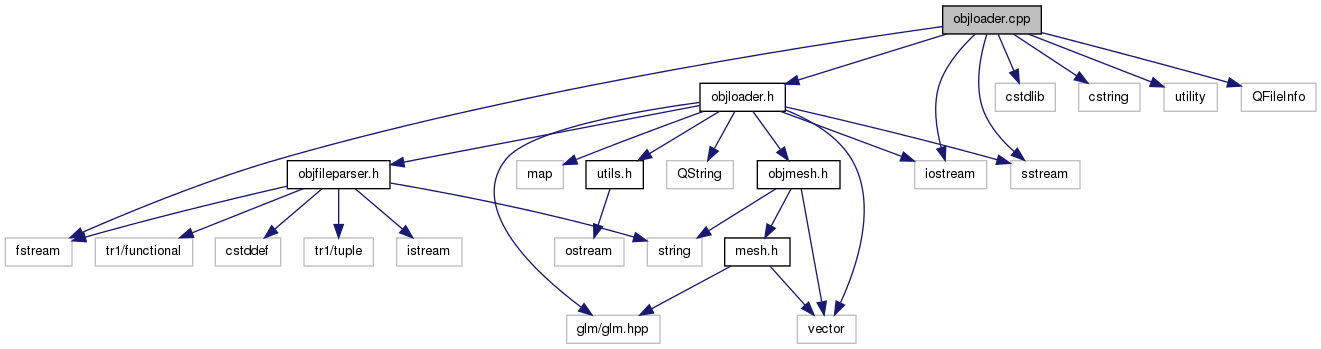 objloader.cpp
objloader.h
cstdlib
cstring
utility
QFileInfo
objfileparser.h
map
utils.h
QString
objmesh.h
iostream
sstream
fstream
tr1/functional
cstddef
tr1/tuple
istream
ostream
string
mesh.h
glm/glm.hpp
vector